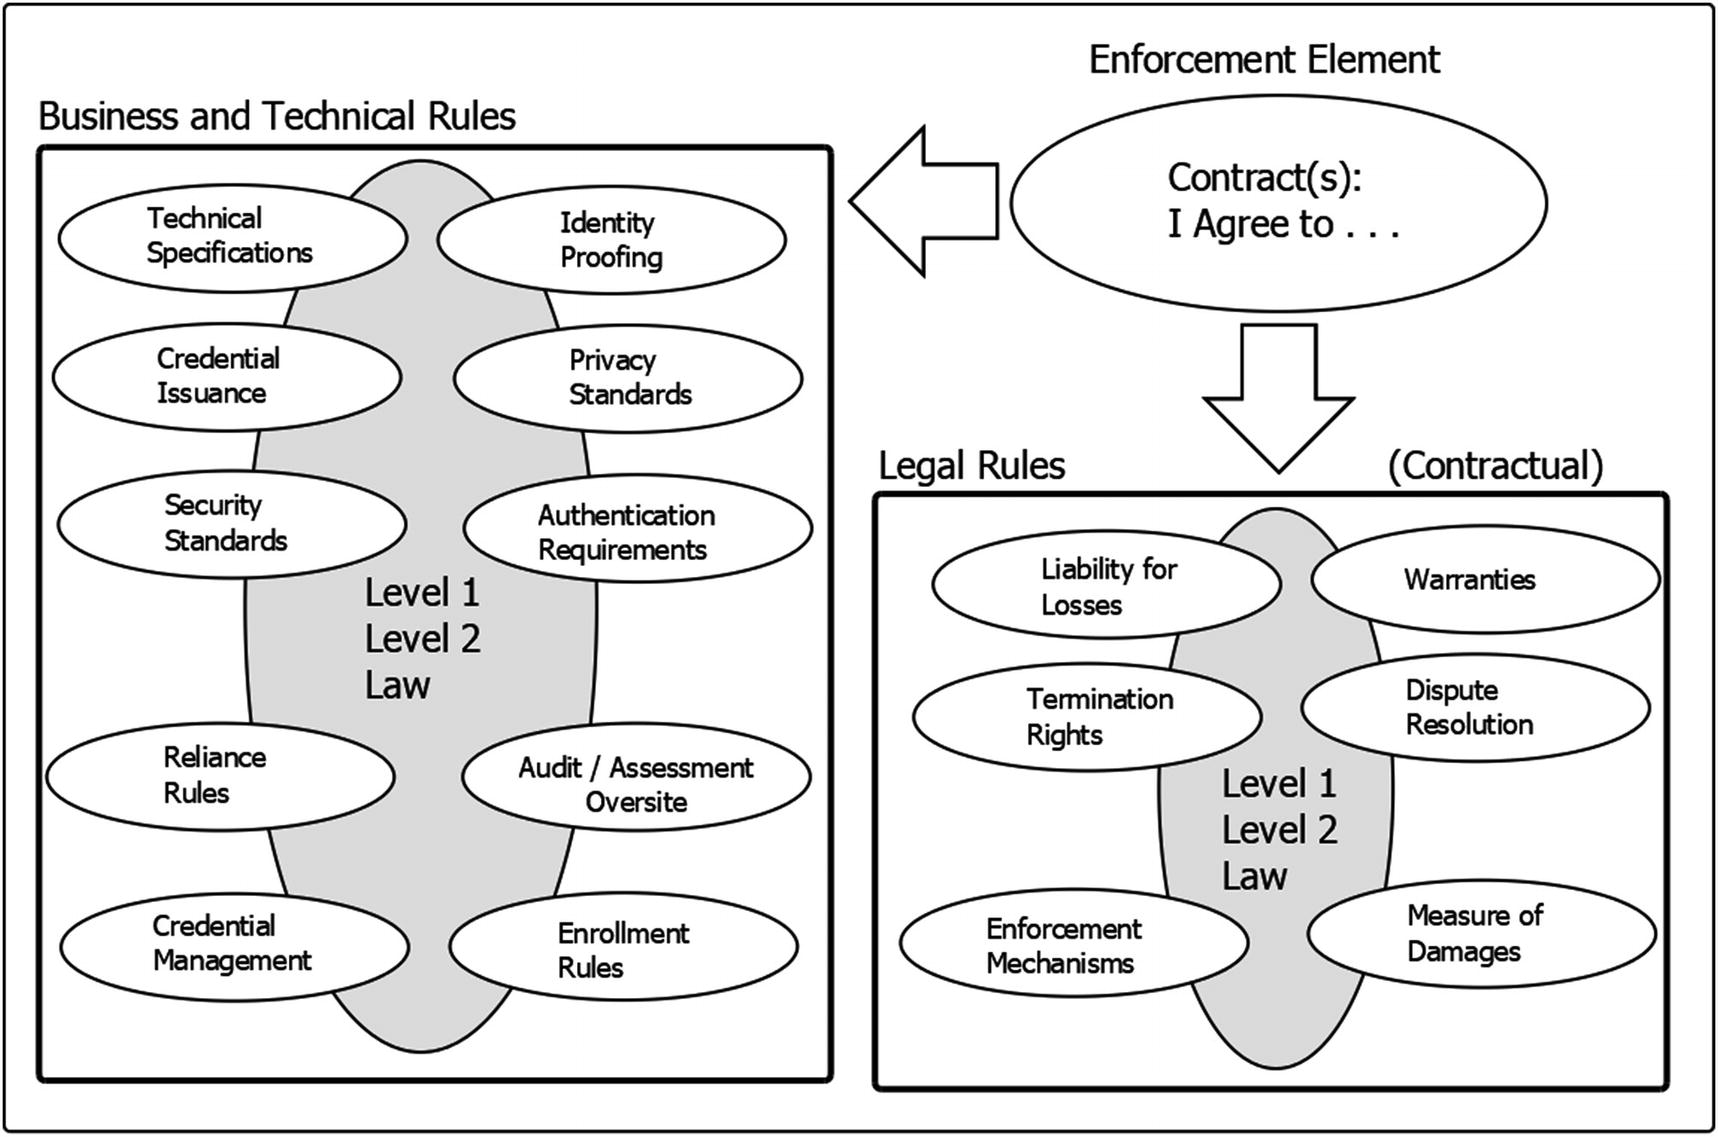 Enforcement Element
Contract(s):
I Agree to . . .
Business and Technical Rules
Technical
Specifications
Identity
Proofing
Credential
Issuance
Privacy
Standards
Security
Standards
Authentication
Requirements
Level 1
Level 2
Law
Reliance
Rules
Audit / Assessment
Oversite
Credential
Management
Enrollment
Rules
Legal Rules
(Contractual)
Liability for
Losses
Warranties
Termination
Rights
Dispute
Resolution
Level 1
Level 2
Law
Enforcement
Mechanisms
Measure of
Damages